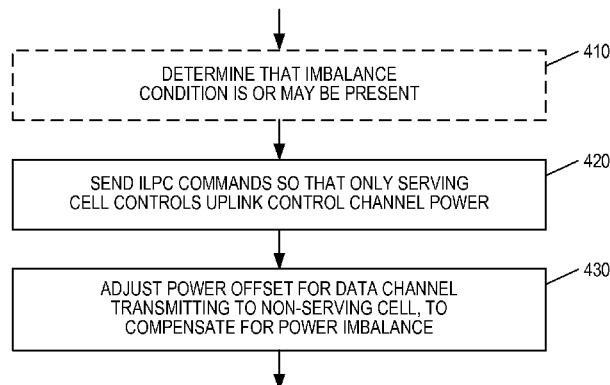 410
DETERMINE THAT IMBALANCE
CONDITION IS OR MAY BE PRESENT
420
SEND ILPC COMMANDS SO THAT ONLY SERVING
CELL CONTROLS UPLINK CONTROL CHANNEL POWER
430
ADJUST POWER OFFSET FOR DATA CHANNEL
TRANSMITTING TO NON-SERVING CELL, TO
COMPENSATE FOR POWER IMBALANCE